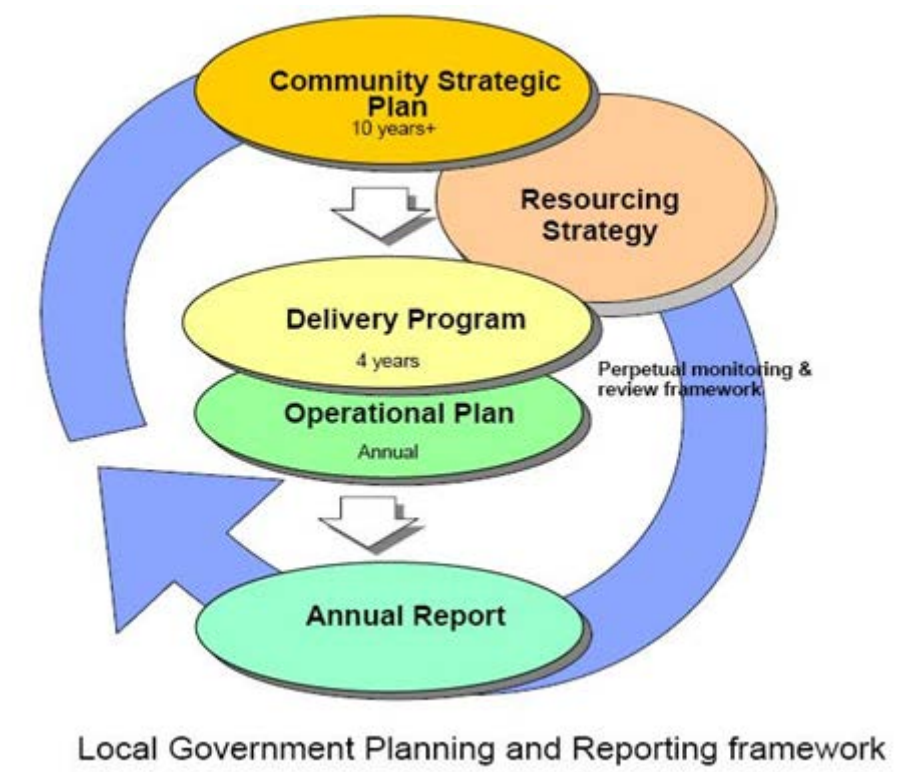 Community Strategic
Plan
10 years+
Resourcing
Strategy
Delivery Program
4 years
Perpetual monitoring &
review framework
Operational Plan
Annual
Annual Report
Local Government Planning and Reporting framework